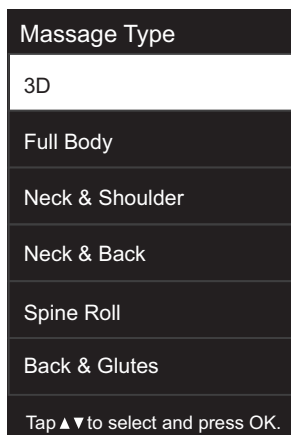 Massage Type
3D
Full Body
Neck & Shoulder
Neck & Back
Spine Roll
Back & Glutes
Tap▲▼to select and press OK.